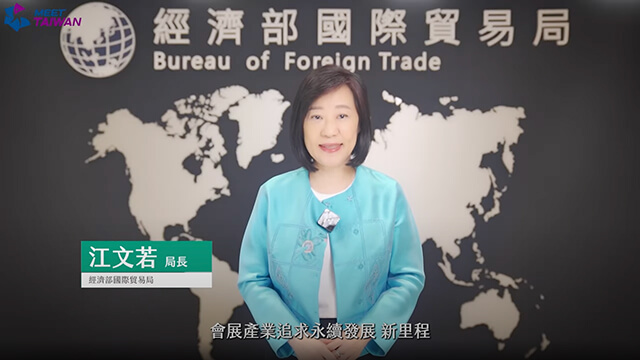 MEET
TAIWAN
經濟部國際貿易局
Bureau of Foreign Trade
江文若 局長
經濟部國際貿易局
會展產業追求永續發展 新里程